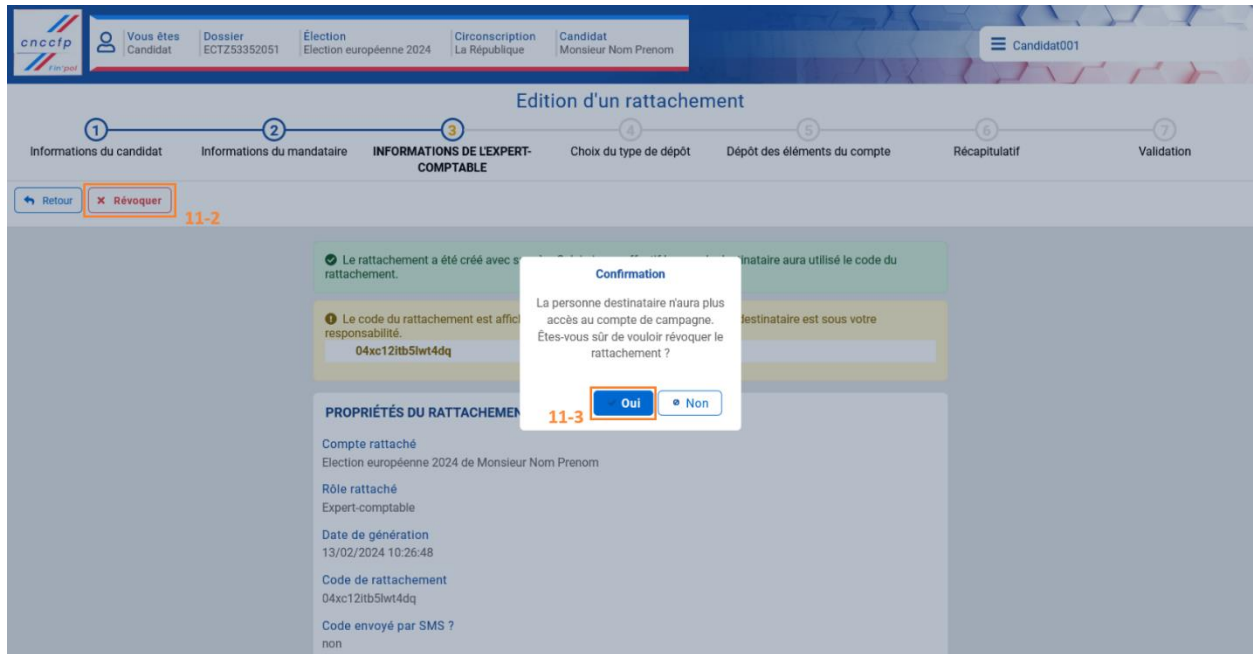 cnccfp
Fin'pol
Vous êtes
Candidat
Dossier
ECTZ53352051
Élection
Election européenne 2024
Circonscription
La République
Candidat
Monsieur Nom Prenom
Candidat001
Edition d'un rattachement
1
Informations du candidat
2
Informations du mandataire
3
INFORMATIONS DE L'EXPERT-
COMPTABLE
4
Choix du type de dépôt
5
Dépôt des éléments du compte
6
Récapitulatif
7
Validation
Retour
Révoquer
11-2
Le rattachement a été créé avec
destinataire aura utilisé le code du
rattachement.
Le code du rattachement est
destinataire est sous votre
responsabilité.
04xc12itb5lwt4dq
Confirmation
La personne destinataire n'aura plus
accès au compte de campagne.
Êtes-vous sûr de vouloir révoquer le
rattachement ?
Oui
Non
11-3
PROPRIÉTÉS DU RATTACHEMEN
Compte rattaché
Election européenne 2024 de Monsieur Nom Prenom
Rôle rattaché
Expert-comptable
Date de génération
13/02/2024 10:26:48
Code de rattachement
04xc12itb5lwt4dq
Code envoyé par SMS ?
non